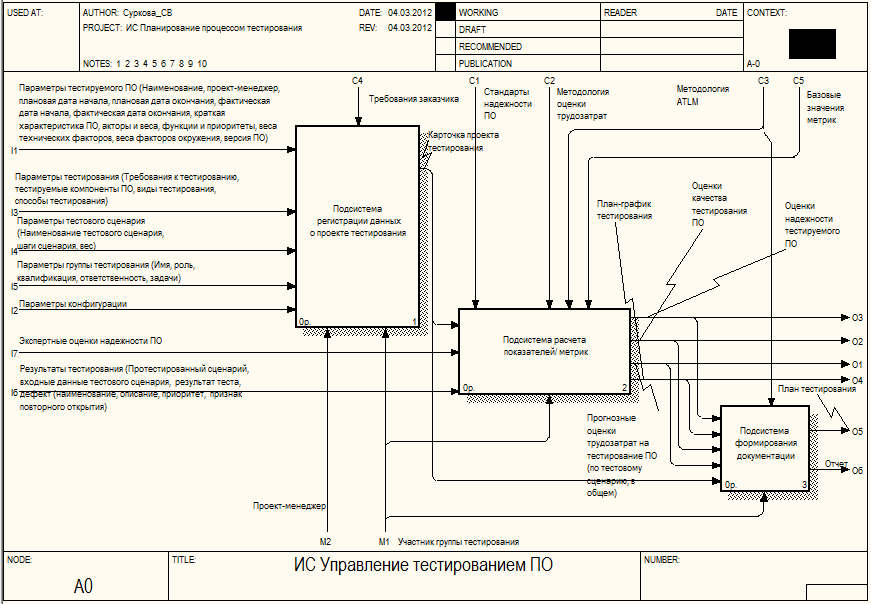 USED AT:
AUTHOR: Суркова_СВ
DATE: 04.03.2012
WORKING
READER
DATE
CONTEXT:
PROJECT: ИС Планирование процессом тестирования
REV: 04.03.2012
DRAFT
RECOMMENDED
NOTES: 1 2 3 4 5 6 7 8 9 10
PUBLICATION
A-0
C4
C1
C2
C3
C5
Параметры тестируемого ПО (Наименование, проект-менеджер,
плановая дата начала, плановая дата окончания, фактическая
дата начала, фактическая дата окончания, краткая
характеристика ПО, акторы и веса, функции и приоритеты, веса
технических факторов, веса факторов окружения, версия ПО)
I1
Требования заказчика
Стандарты
надежности
ПО
Методология
оценки
трудозатрат
Методология
ATLM
Базовые
значения
метрик
Карточка проекта
тестирования
Параметры тестирования (Требования к тестированию,
тестируемые компоненты ПО, виды тестирования,
способы тестирования)
I3
Параметры тестового сценария
(Наименование тестового сценария,
шаги сценария, вес)
I4
Параметры группы тестирования (Имя, роль,
квалификация, ответственность, задачи)
I5
Параметры конфигурации
I2
Подсистема
регистрации данных
о проекте тестирования
0р.
1
План-график
тестирования
Оценки
качества
тестирования
ПО
Оценки
надежности
тестируемого
ПО
Экспертные оценки надежности ПО
I7
Результаты тестирования (Протестированный сценарий,
входные данные тестового сценария, результат теста,
дефект (наименование, описание, приоритет, признак
повторного открытия)
I6
Подсистема расчета
показателей/ метрик
0р.
2
O3
O2
O1
O4
План тестирования
O5
Отчет
O6
Прогнозные
оценки
трудозатрат на
тестирование ПО
(по тестовому
сценарию, в
общем)
Подсистема
формирования
документации
0р.
3
Проект-менеджер
M2
M1
Участник группы тестирования
NODE:
A0
TITLE:
ИС Управление тестированием ПО
NUMBER: